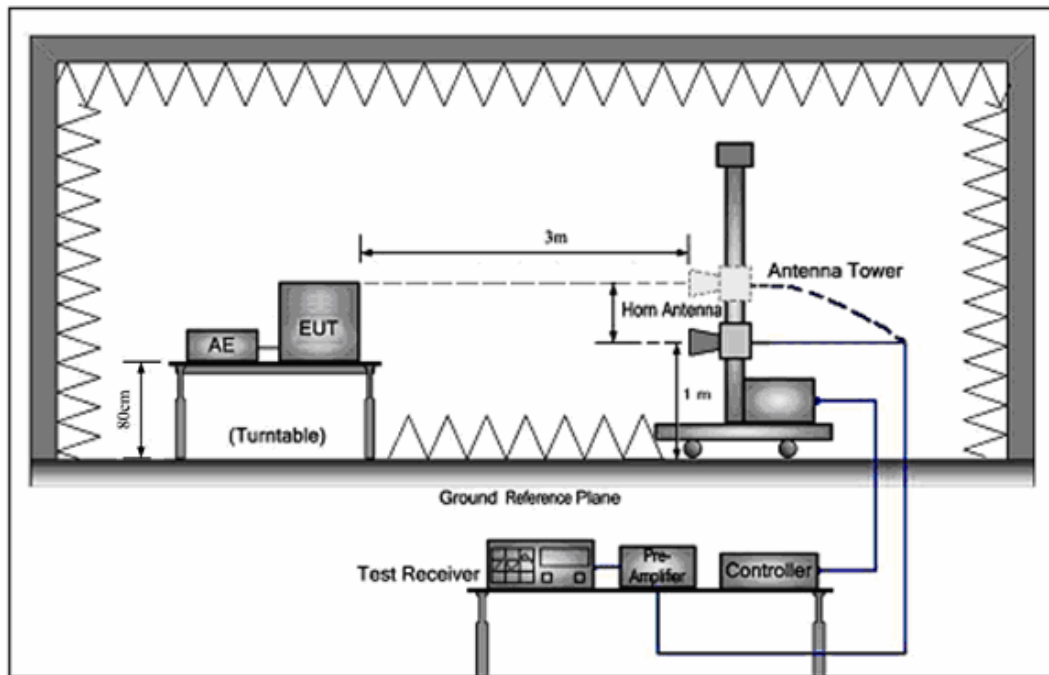 3m
Antenna Tower
Horn Antenna
EUT
AE
1 m
80cm
(Turntable)
Ground Reference Plane
Test Receiver
Pre-
Amplifier
Controller